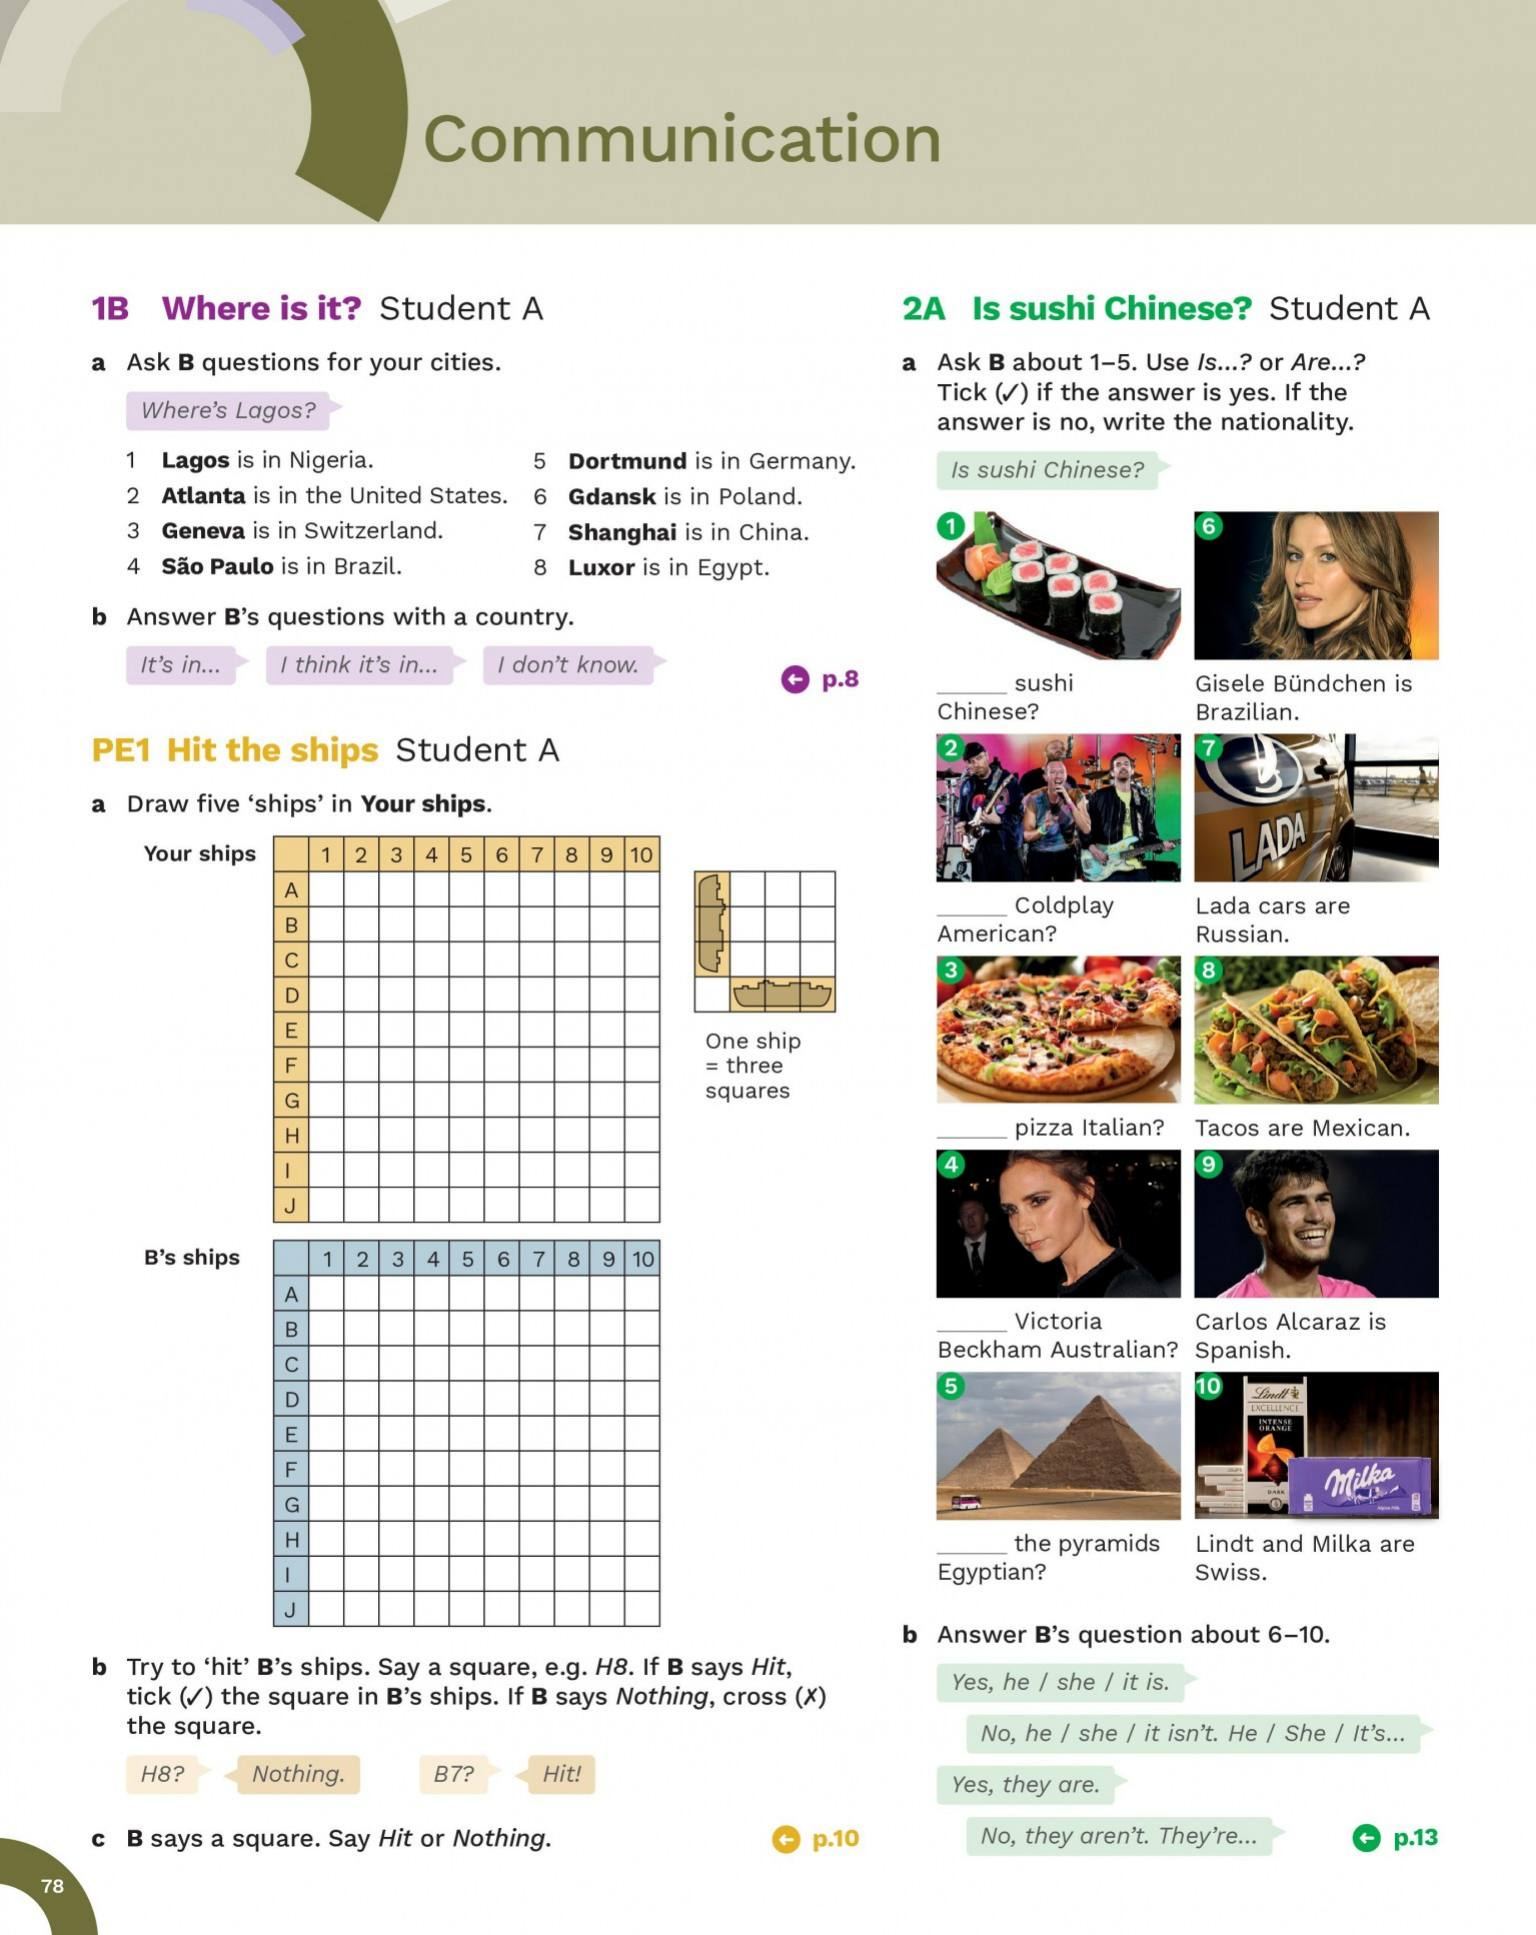 Communication
1B Where is it? Student A
a Ask B questions for your cities.
Where's Lagos?
1 Lagos is in Nigeria.
2 Atlanta is in the United States.
3 Geneva is in Switzerland.
4 São Paulo is in Brazil.
5 Dortmund is in Germany.
6 Gdansk is in Poland.
7 Shanghai is in China.
8 Luxor is in Egypt.
b Answer B's questions with a country.
It's in...
I think it's in...
I don't know.
p.8
PE1 Hit the ships Student A
a Draw five 'ships' in Your ships.
Your ships
1 2 3 4 5 6 7 8 9 10
A
B
C
D
E
F
G
H
I
J
One ship
= three
squares
B's ships
1 2 3 4 5 6 7 8 9 10
A
B
C
D
E
F
G
H
I
J
b Try to 'hit' B's ships. Say a square, e.g. H8. If B says Hit,
tick (✓) the square in B's ships. If B says Nothing, cross (✗)
the square.
H8?
Nothing.
B7?
Hit!
c B says a square. Say Hit or Nothing.
p.10
78
2A Is sushi Chinese? Student A
a Ask B about 1–5. Use Is...? or Are...?
Tick (✓) if the answer is yes. If the
answer is no, write the nationality.
Is sushi Chinese?
1
______ sushi
Chinese?
6
Gisele Bündchen is
Brazilian.
2
______ Coldplay
American?
7
LADA
Lada cars are
Russian.
3
______ pizza Italian?
8
Tacos are Mexican.
4
______ Victoria
Beckham Australian?
9
Carlos Alcaraz is
Spanish.
5
______ the pyramids
Egyptian?
10
Lindt
EXCELLENCE
INTENSE
ORANGE
DARK
Milka
Lindt and Milka are
Swiss.
b Answer B's question about 6–10.
Yes, he / she / it is.
No, he / she / it isn't. He / She / It's...
Yes, they are.
No, they aren't. They're...
p.13